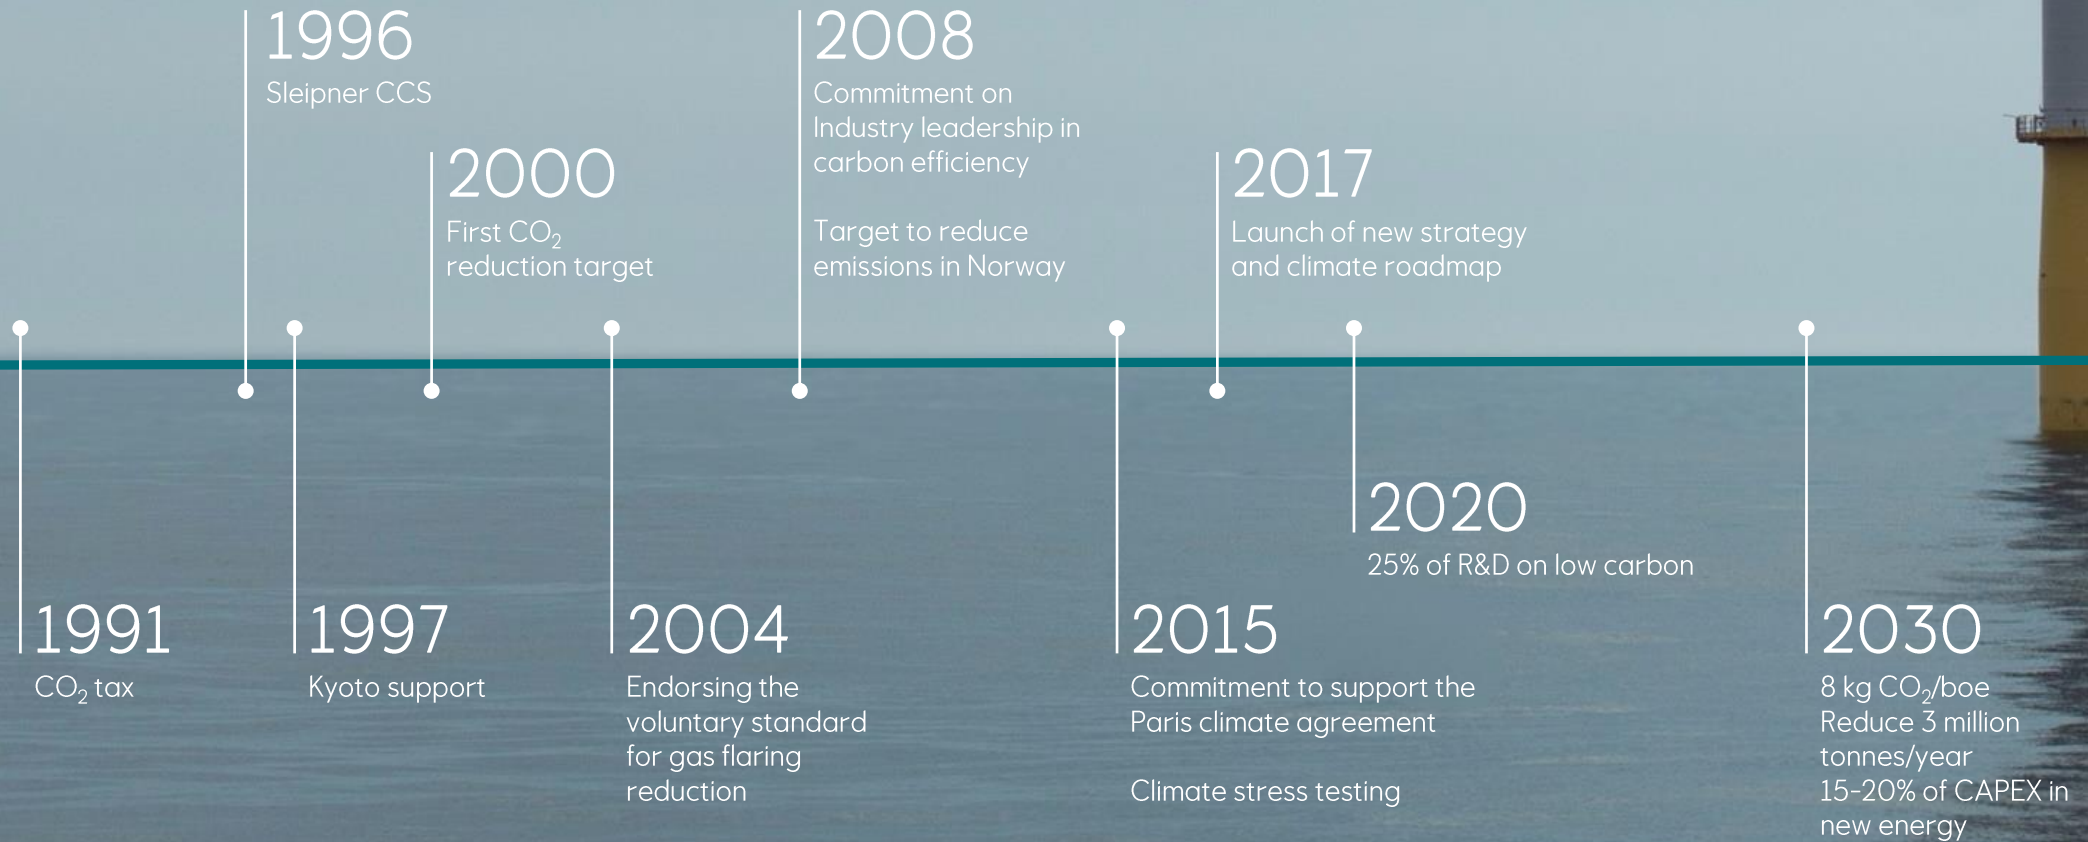 1996
Sleipner CCS
2000
First CO₂
reduction target
2008
Commitment on
Industry leadership in
carbon efficiency
Target to reduce
emissions in Norway
2017
Launch of new strategy
and climate roadmap
1991
CO₂ tax
1997
Kyoto support
2004
Endorsing the
voluntary standard
for gas flaring
reduction
2015
Commitment to support the
Paris climate agreement
Climate stress testing
2020
25% of R&D on low carbon
2030
8 kg CO₂/boe
Reduce 3 million
tonnes/year
15-20% of CAPEX in
new energy